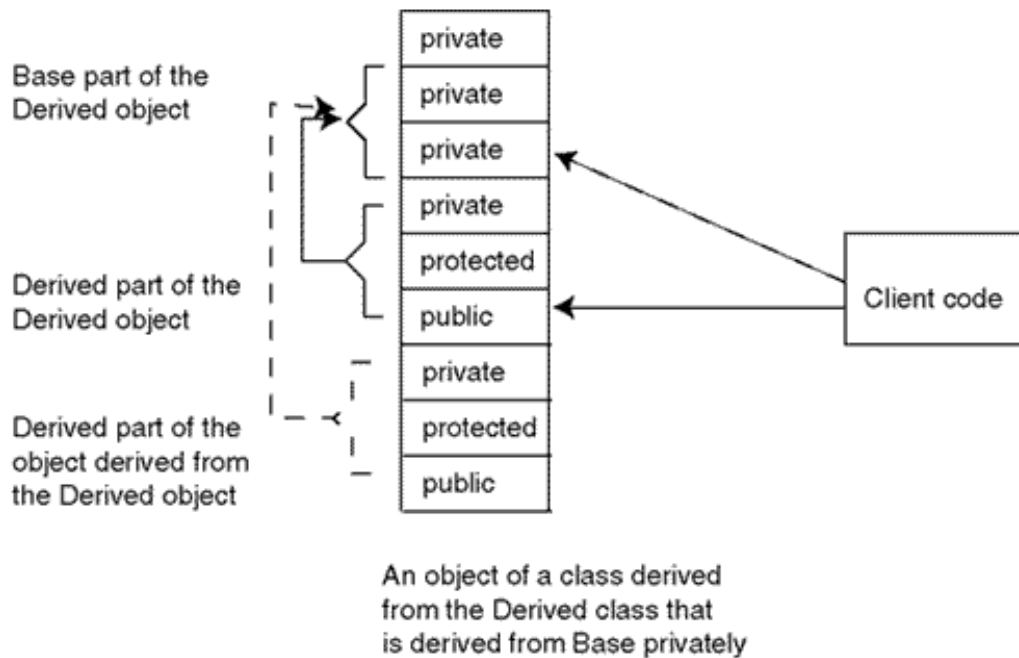 Base part of the
Derived object
Derived part of the
Derived object
Derived part of the
object derived from
the Derived object
private
private
private
private
protected
public
private
protected
public
Client code
An object of a class derived
from the Derived class that
is derived from Base privately